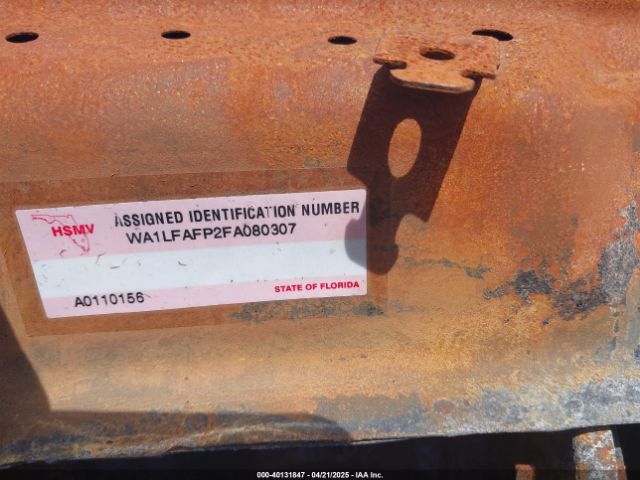 HSMV
ASSIGNED IDENTIFICATION NUMBER
WA1LFAFP2FA080307
A0110156
STATE OF FLORIDA
000-40131847 - 04/21/2025 - IAA Inc.